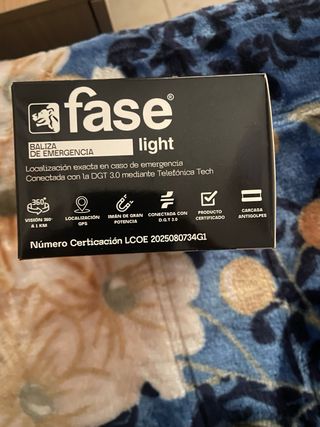 fase®
BALIZA
DE EMERGENCIA
light
Localización exacta en caso de emergencia
Conectada con la DGT 3.0 mediante Telefónica Tech
360°
VISIÓN 360°
A 1 KM
LOCALIZACIÓN
GPS
IMÁN DE GRAN
POTENCIA
CONECTADA CON
D.G.T 3.0
PRODUCTO
CERTIFICADO
CARCASA
ANTIGOLPES
Número Certicación LCOE 2025080734G1